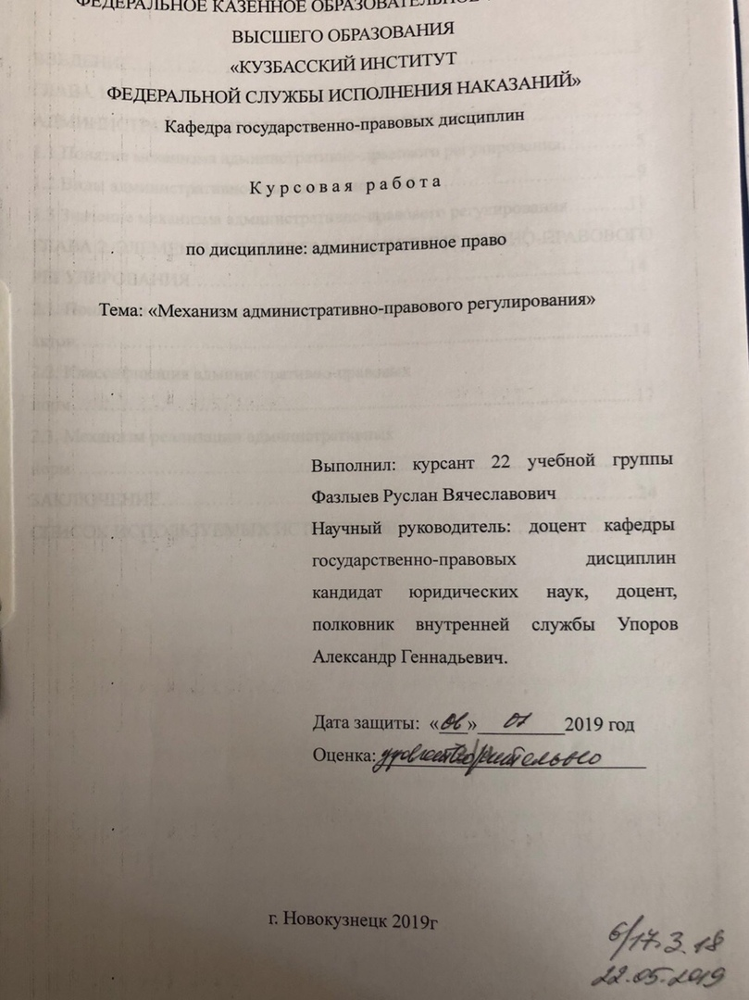 ФЕДЕРАЛЬНОЕ КАЗЕННОЕ
ВЫСШЕГО ОБРАЗОВАНИЯ
«КУЗБАССКИЙ ИНСТИТУТ
ФЕДЕРАЛЬНОЙ СЛУЖБЫ ИСПОЛНЕНИЯ НАКАЗАНИЙ»
Кафедра государственно-правовых дисциплин
Курсовая работа
по дисциплине: административное право
Тема: «Механизм административно-правового регулирования»
Выполнил: курсант 22 учебной группы
Фазлыев Руслан Вячеславович
Научный руководитель: доцент кафедры
государственно-правовых дисциплин
кандидат юридических наук, доцент,
полковник внутренней службы Упоров
Александр Геннадьевич.
Дата защиты: «06» 07 2019 год
Оценка: удовлетворительно
г. Новокузнецк 2019г
6/17.3.18
22.05.2019